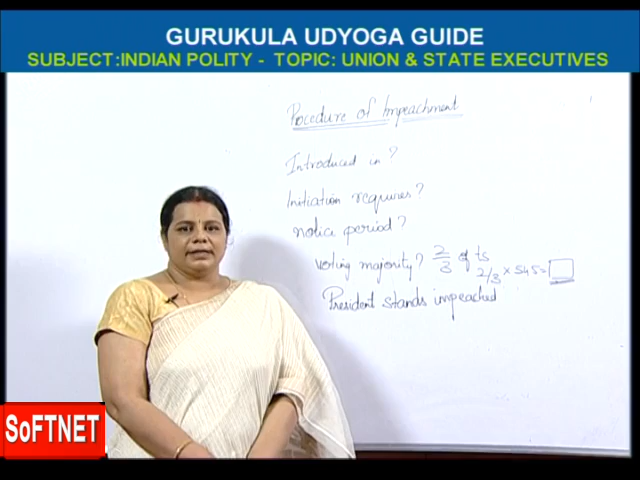 GURUKULA UDYOGA GUIDE
SUBJECT:INDIAN POLITY - TOPIC: UNION & STATE EXECUTIVES
Procedure of Impeachment
Introduced in?
Initiation requires?
notice period?
voting majority? 2/3 of ts
2/3 × 545=
President stands impeached
SoFTNET